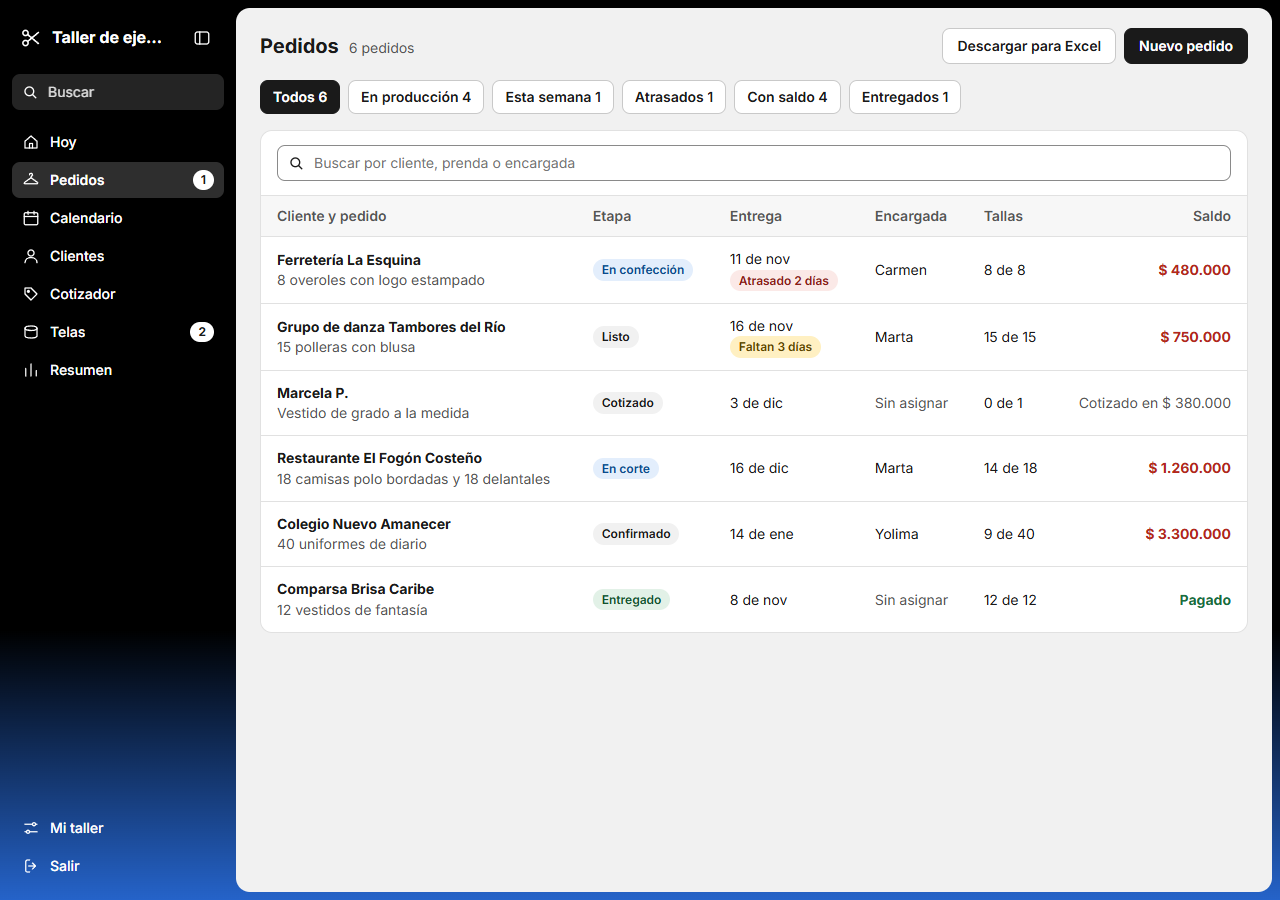 Taller de eje...
Buscar
Hoy
Pedidos 1
Calendario
Clientes
Cotizador
Telas 2
Resumen
Mi taller
Salir
Pedidos 6 pedidos
Descargar para Excel Nuevo pedido
Todos 6 En producción 4 Esta semana 1 Atrasados 1 Con saldo 4 Entregados 1
Buscar por cliente, prenda o encargada
Cliente y pedido Etapa Entrega Encargada Tallas Saldo
Ferretería La Esquina
8 overoles con logo estampado
En confección
11 de nov
Atrasado 2 días
Carmen
8 de 8
$ 480.000
Grupo de danza Tambores del Río
15 polleras con blusa
Listo
16 de nov
Faltan 3 días
Marta
15 de 15
$ 750.000
Marcela P.
Vestido de grado a la medida
Cotizado
3 de dic
Sin asignar
0 de 1
Cotizado en $ 380.000
Restaurante El Fogón Costeño
18 camisas polo bordadas y 18 delantales
En corte
16 de dic
Marta
14 de 18
$ 1.260.000
Colegio Nuevo Amanecer
40 uniformes de diario
Confirmado
14 de ene
Yolima
9 de 40
$ 3.300.000
Comparsa Brisa Caribe
12 vestidos de fantasía
Entregado
8 de nov
Sin asignar
12 de 12
Pagado